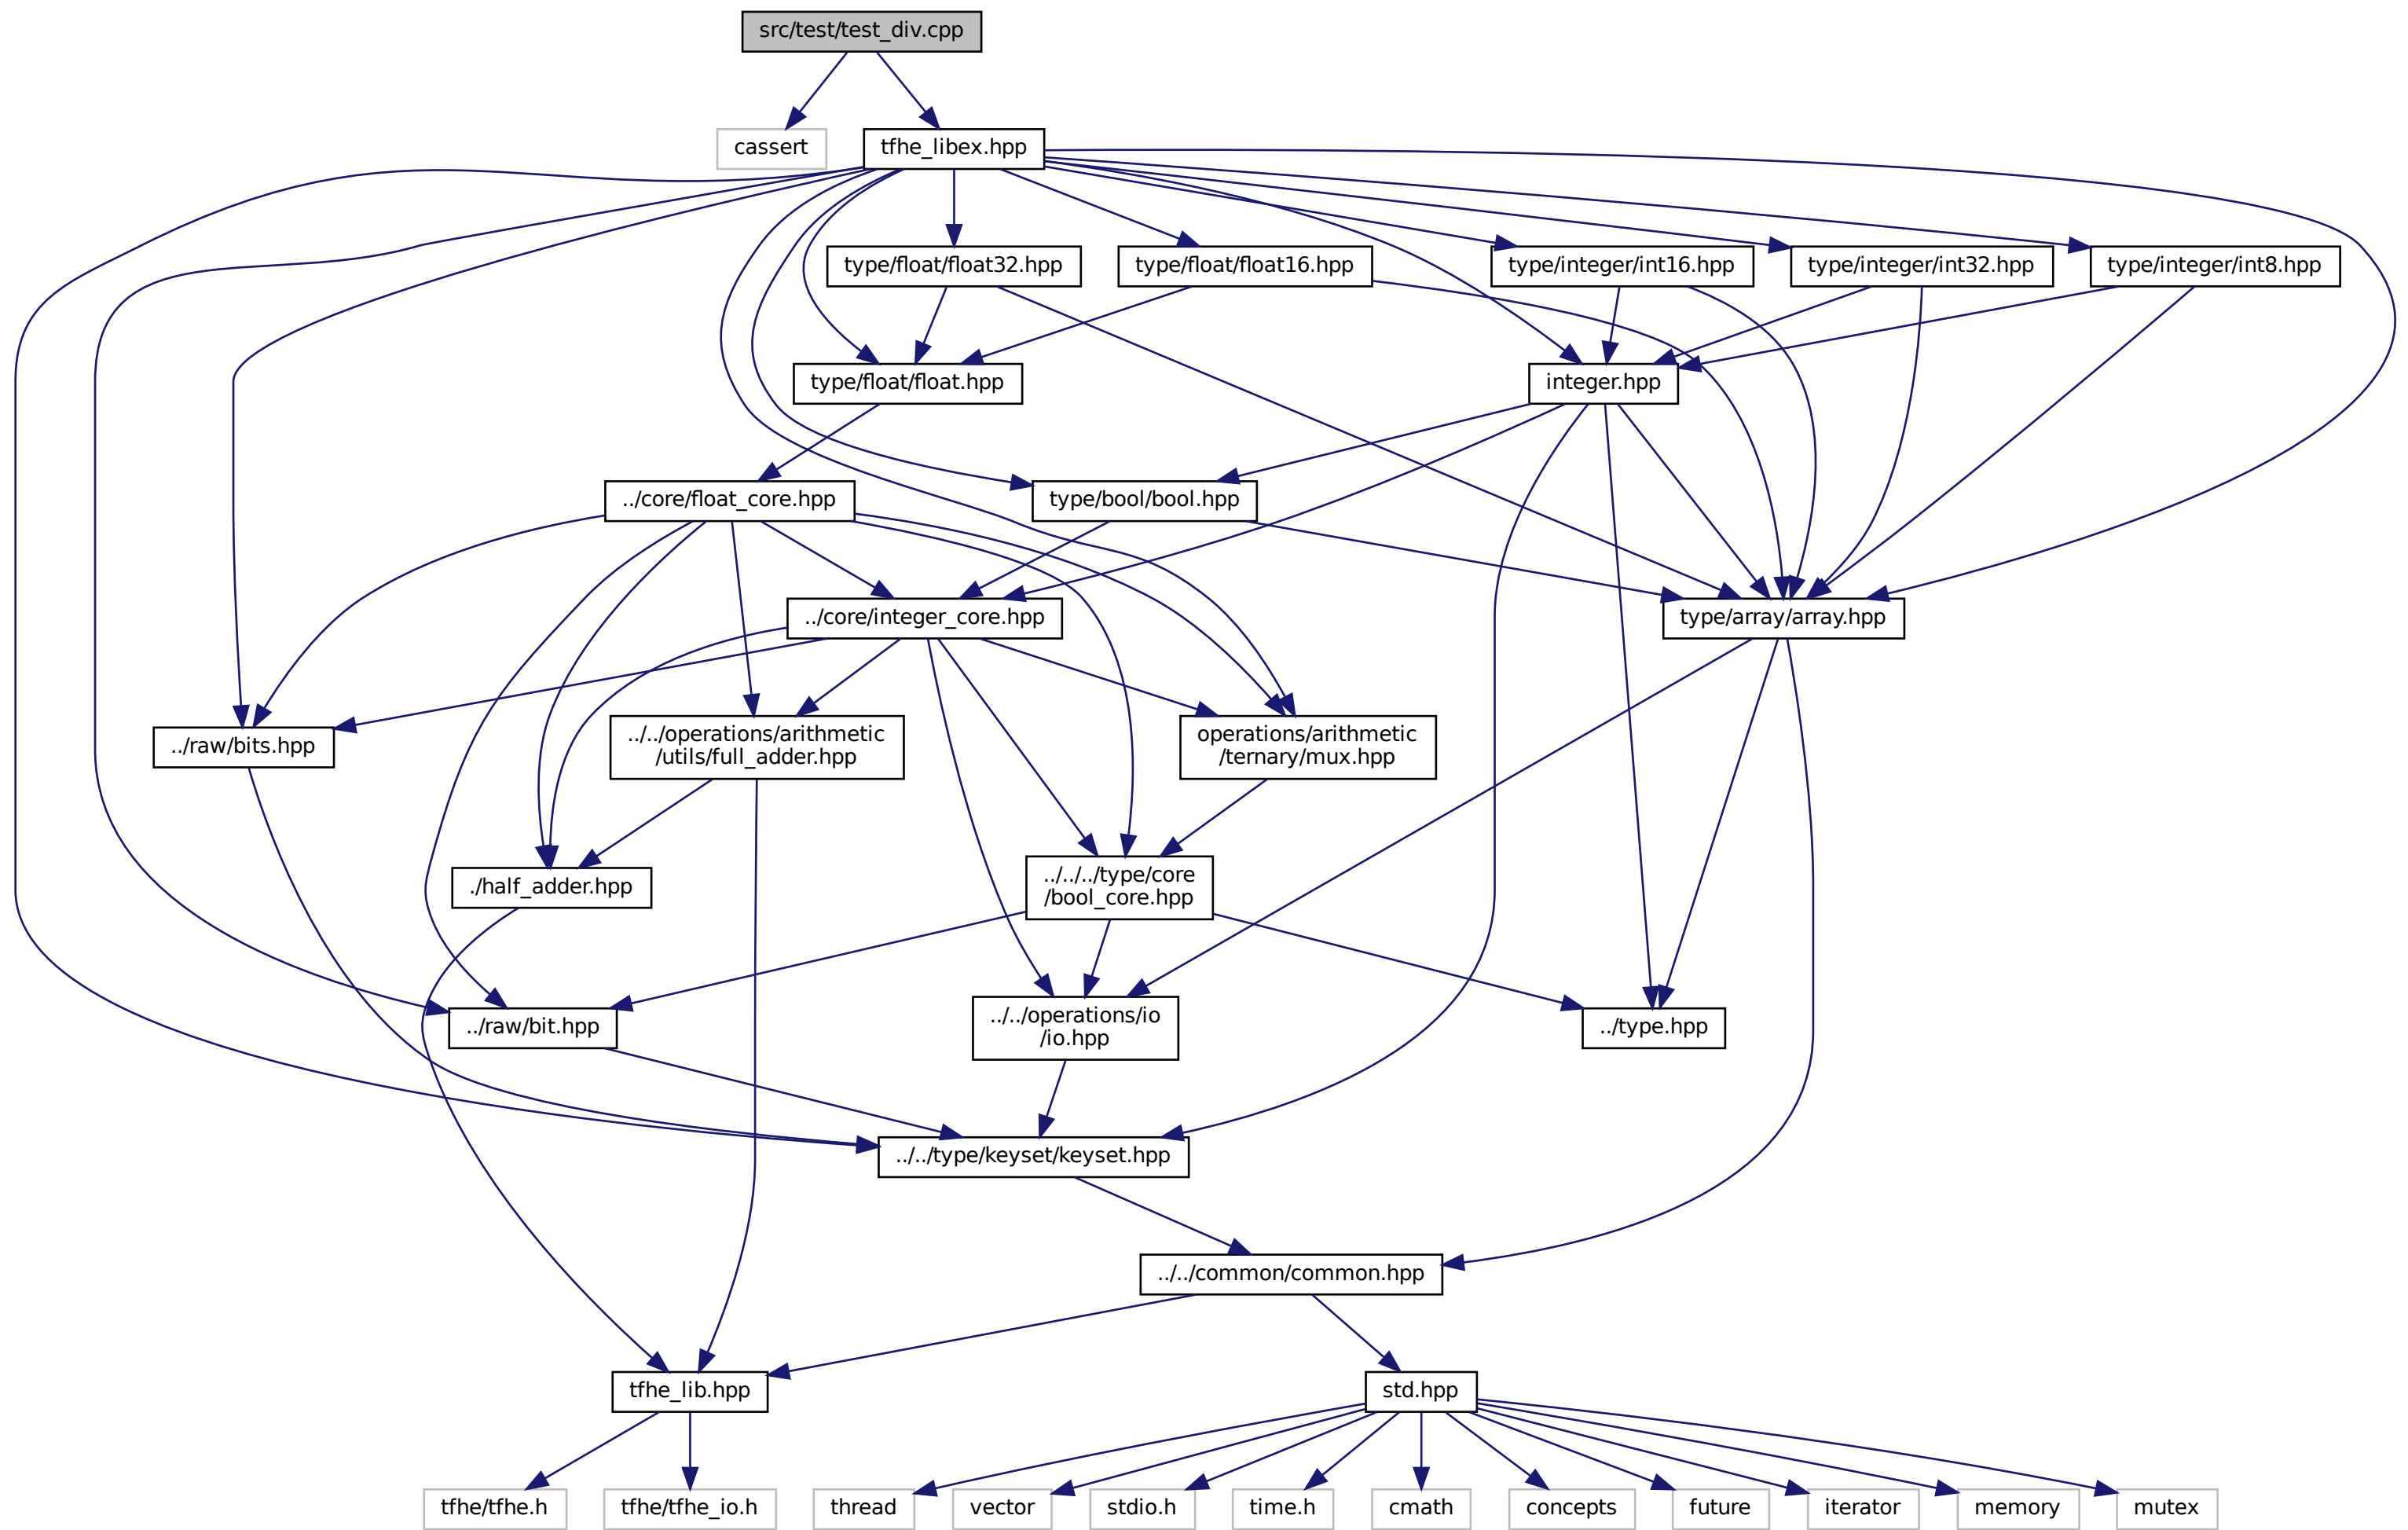 src/test/test_div.cpp
cassert
tfhe_libex.hpp
type/float/float32.hpp
type/float/float16.hpp
type/integer/int16.hpp
type/integer/int32.hpp
type/integer/int8.hpp
type/float/float.hpp
integer.hpp
../core/float_core.hpp
type/bool/bool.hpp
../core/integer_core.hpp
type/array/array.hpp
../raw/bits.hpp
../../operations/arithmetic
/utils/full_adder.hpp
operations/arithmetic
/ternary/mux.hpp
./half_adder.hpp
../../../type/core
/bool_core.hpp
../raw/bit.hpp
../../operations/io
/io.hpp
../type.hpp
../../type/keyset/keyset.hpp
../../common/common.hpp
tfhe_lib.hpp
std.hpp
tfhe/tfhe.h
tfhe/tfhe_io.h
thread
vector
stdio.h
time.h
cmath
concepts
future
iterator
memory
mutex